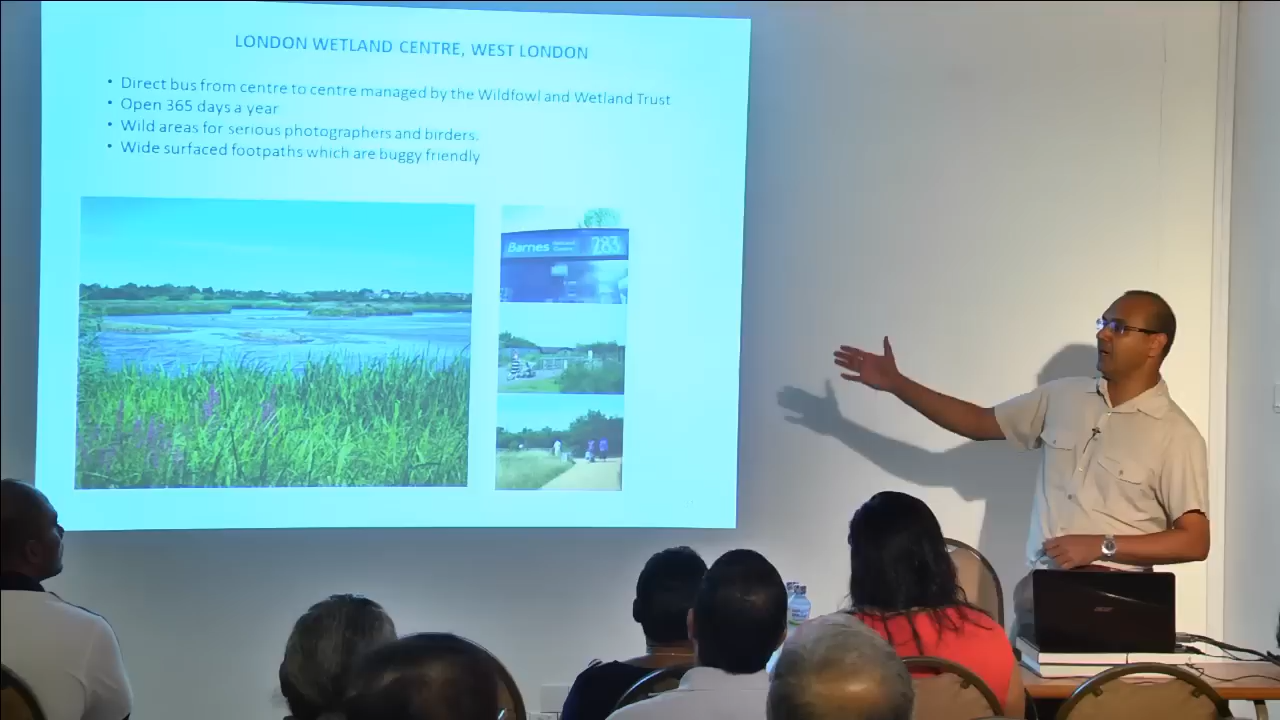 LONDON WETLAND CENTRE, WEST LONDON
• Direct bus from centre to centre managed by the Wildfowl and Wetland Trust
• Open 365 days a year
• Wild areas for serious photographers and birders.
• Wide surfaced footpaths which are buggy friendly
Barnes 283
acer